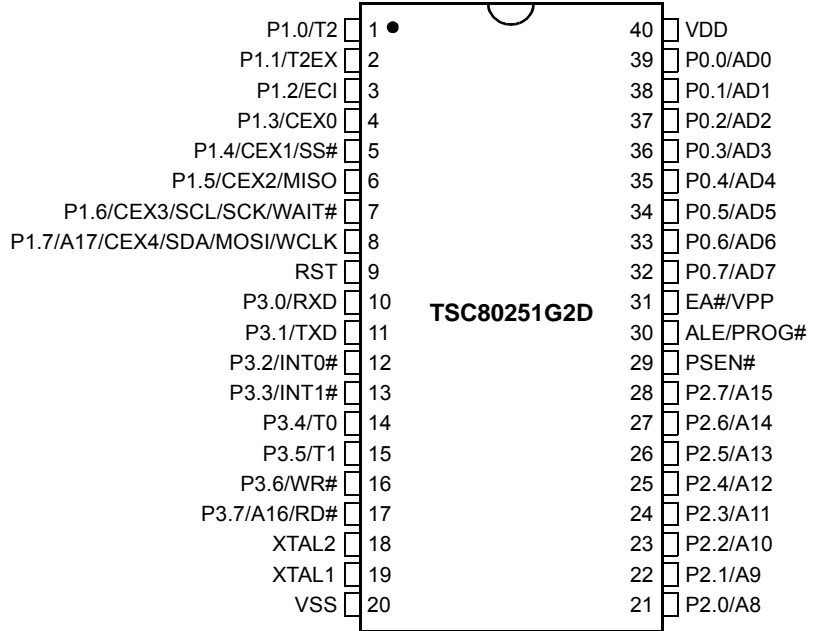 P1.0/T2 1 40 VDD
P1.1/T2EX 2 39 P0.0/AD0
P1.2/ECI 3 38 P0.1/AD1
P1.3/CEX0 4 37 P0.2/AD2
P1.4/CEX1/SS# 5 36 P0.3/AD3
P1.5/CEX2/MISO 6 35 P0.4/AD4
P1.6/CEX3/SCL/SCK/WAIT# 7 34 P0.5/AD5
P1.7/A17/CEX4/SDA/MOSI/WCLK 8 33 P0.6/AD6
RST 9 32 P0.7/AD7
P3.0/RXD 10 31 EA#/VPP
TSC80251G2D
P3.1/TXD 11 30 ALE/PROG#
P3.2/INT0# 12 29 PSEN#
P3.3/INT1# 13 28 P2.7/A15
P3.4/T0 14 27 P2.6/A14
P3.5/T1 15 26 P2.5/A13
P3.6/WR# 16 25 P2.4/A12
P3.7/A16/RD# 17 24 P2.3/A11
XTAL2 18 23 P2.2/A10
XTAL1 19 22 P2.1/A9
VSS 20 21 P2.0/A8